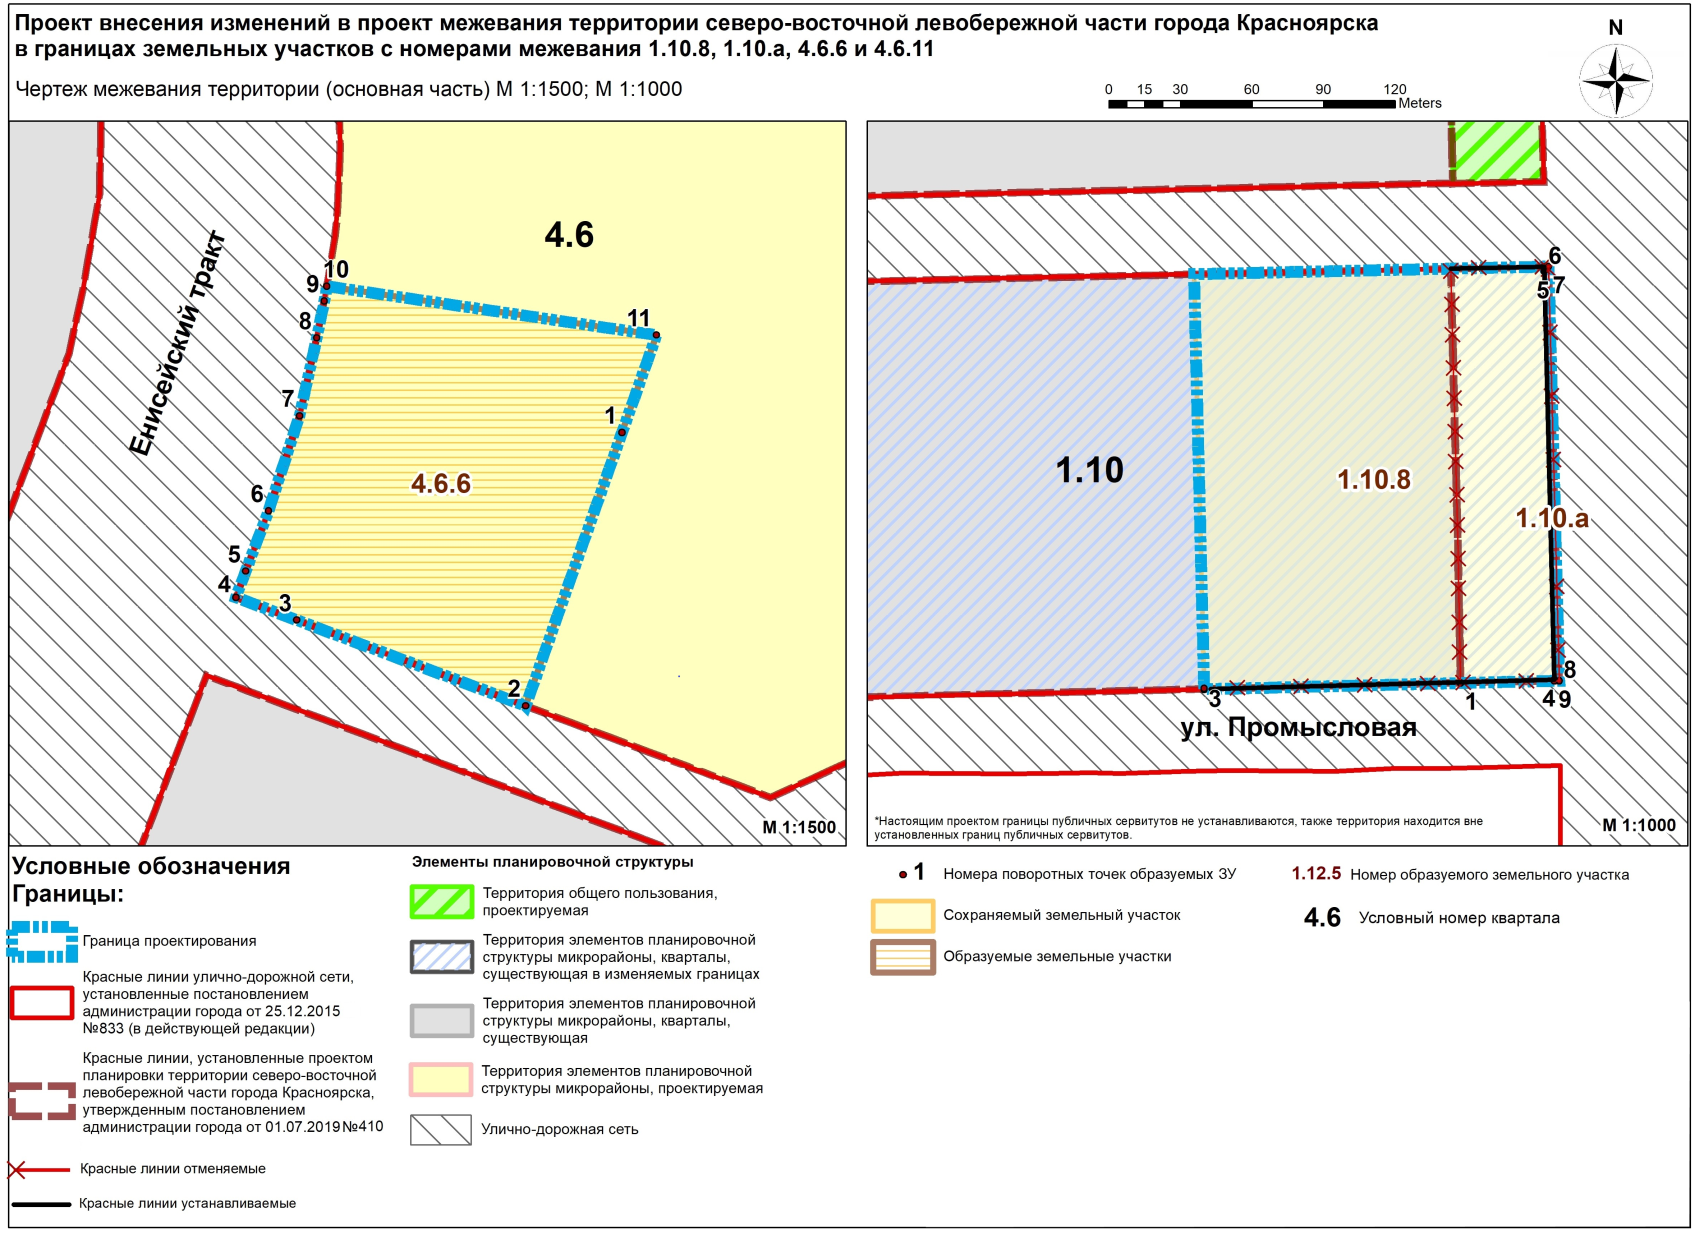 Проект внесения изменений в проект межевания территории северо-восточной левобережной части города Красноярска
в границах земельных участков с номерами межевания 1.10.8, 1.10.а, 4.6.6 и 4.6.11
Чертеж межевания территории (основная часть) М 1:1500; М 1:1000
0 15 30 60 90 120
Meters
N
4.6
Енисейский тракт
10
9
8
11
7
1
4.6.6
6
5
4
3
2
М 1:1500
6
7
5
1.10
1.10.8
1.10.а
8
3
1
4 9
ул. Промысловая
*Настоящим проектом границы публичных сервитутов не устанавливаются, также территория находится вне
установленных границ публичных сервитутов.
М 1:1000
Условные обозначения
Границы:
Граница проектирования
Красные линии улично-дорожной сети,
установленные постановлением
администрации города от 25.12.2015
№833 (в действующей редакции)
Красные линии, установленные проектом
планировки территории северо-восточной
левобережной части города Красноярска,
утвержденным постановлением
администрации города от 01.07.2019 №410
Красные линии отменяемые
Красные линии устанавливаемые
Элементы планировочной структуры
Территория общего пользования,
проектируемая
Территория элементов планировочной
структуры микрорайоны, кварталы,
существующая в изменяемых границах
Территория элементов планировочной
структуры микрорайоны, кварталы,
существующая
Территория элементов планировочной
структуры микрорайоны, проектируемая
Улично-дорожная сеть
1 Номера поворотных точек образуемых ЗУ
Сохраняемый земельный участок
Образуемые земельные участки
1.12.5 Номер образуемого земельного участка
4.6 Условный номер квартала